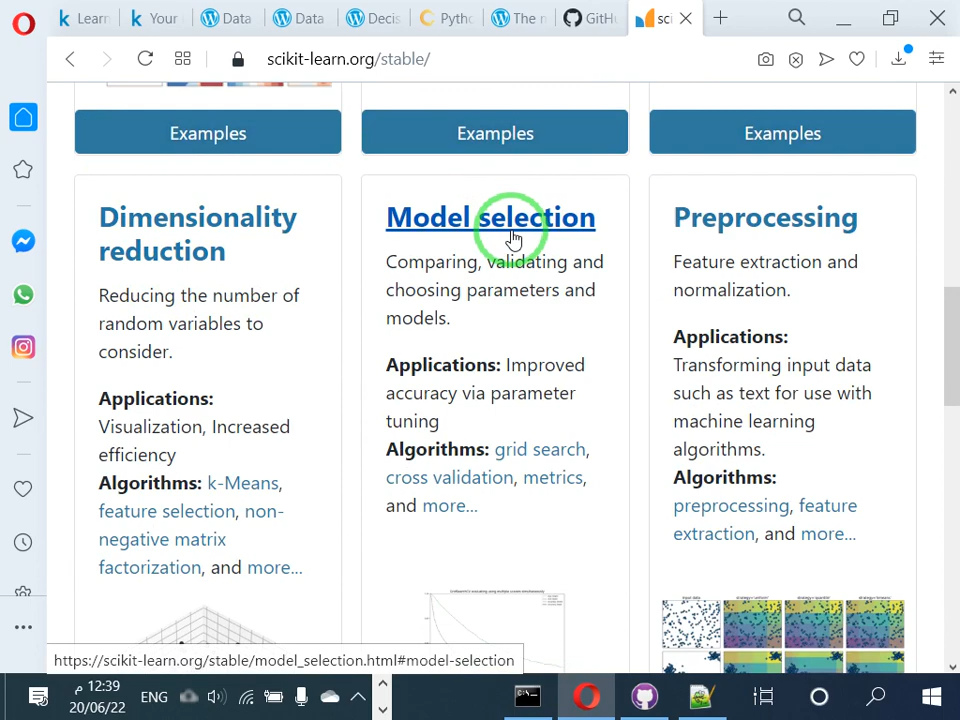 Learn
Your
Data
Data
Decis
Pytho
The r
GitHu
sci
scikit-learn.org/stable/
Examples
Examples
Examples
Dimensionality
reduction
Reducing the number of
random variables to
consider.
Applications:
Visualization, Increased
efficiency
Algorithms: k-Means,
feature selection, non-
negative matrix
factorization, and more...
Model selection
Comparing, validating and
choosing parameters and
models.
Applications: Improved
accuracy via parameter
tuning
Algorithms: grid search,
cross validation, metrics,
and more...
Preprocessing
Feature extraction and
normalization.
Applications:
Transforming input data
such as text for use with
machine learning
algorithms.
Algorithms:
preprocessing, feature
extraction, and more...
https://scikit-learn.org/stable/model_selection.html#model-selection
12:39 م
20/06/22
ENG